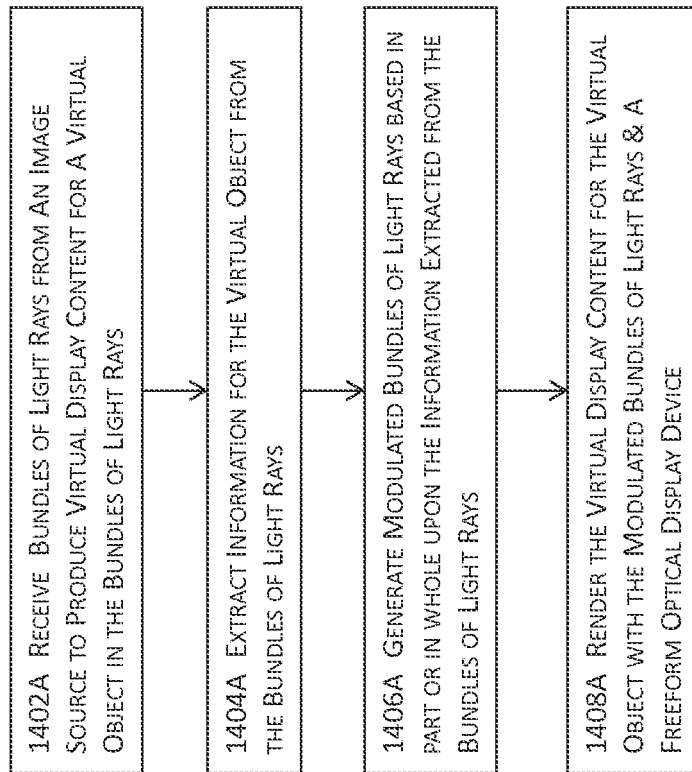 1402A RECEIVE BUNDLES OF LIGHT RAYS FROM AN IMAGE
SOURCE TO PRODUCE VIRTUAL DISPLAY CONTENT FOR A VIRTUAL
OBJECT IN THE BUNDLES OF LIGHT RAYS
1404A EXTRACT INFORMATION FOR THE VIRTUAL OBJECT FROM
THE BUNDLES OF LIGHT RAYS
1406A GENERATE MODULATED BUNDLES OF LIGHT RAYS BASED IN
PART OR IN WHOLE UPON THE INFORMATION EXTRACTED FROM THE
BUNDLES OF LIGHT RAYS
1408A RENDER THE VIRTUAL DISPLAY CONTENT FOR THE VIRTUAL
OBJECT WITH THE MODULATED BUNDLES OF LIGHT RAYS & A
FREEFORM OPTICAL DISPLAY DEVICE